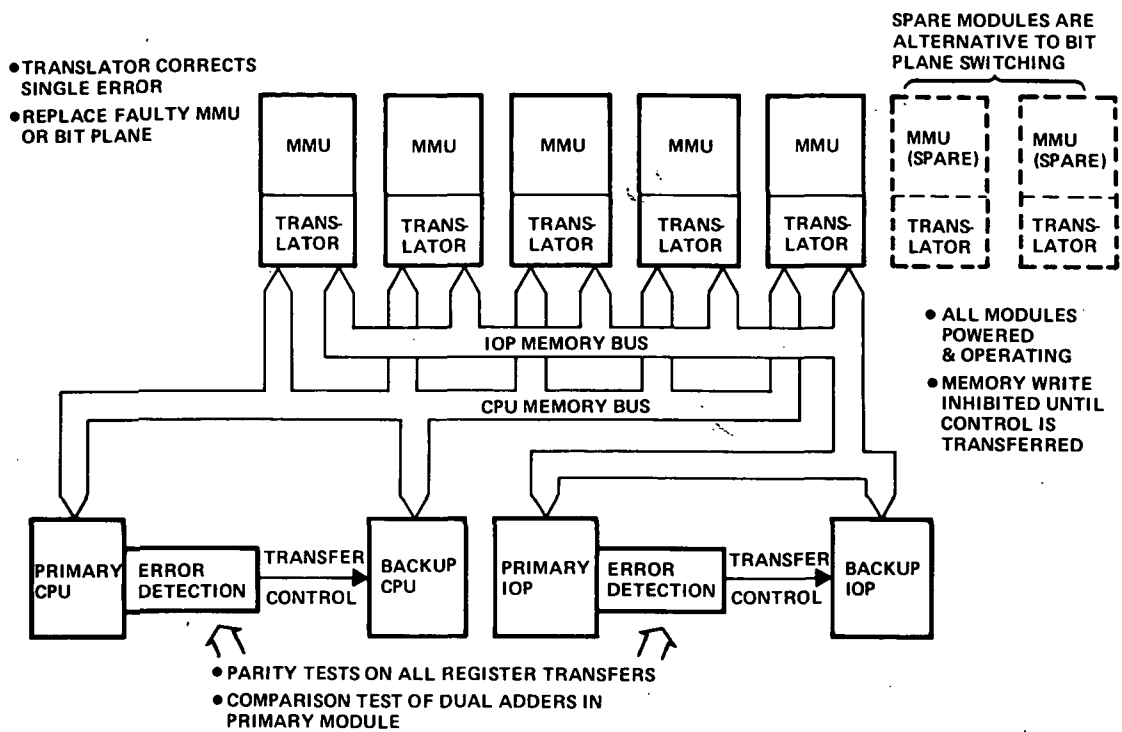 SPARE MODULES ARE
ALTERNATIVE TO BIT
PLANE SWITCHING
● TRANSLATOR CORRECTS
SINGLE ERROR
● REPLACE FAULTY MMU
OR BIT PLANE
MMU
TRANS-
LATOR
MMU
TRANS-
LATOR
MMU
TRANS-
LATOR
MMU
TRANS-
LATOR
MMU
TRANS-
LATOR
MMU
(SPARE)
TRANS-
LATOR
MMU
(SPARE)
TRANS-
LATOR
● ALL MODULES
POWERED
& OPERATING
● MEMORY WRITE
INHIBITED UNTIL
CONTROL IS
TRANSFERRED
IOP MEMORY BUS
CPU MEMORY BUS
PRIMARY
CPU
ERROR
DETECTION
TRANSFER
CONTROL
BACKUP
CPU
PRIMARY
IOP
ERROR
DETECTION
TRANSFER
CONTROL
BACKUP
IOP
● PARITY TESTS ON ALL REGISTER TRANSFERS
● COMPARISON TEST OF DUAL ADDERS IN
PRIMARY MODULE